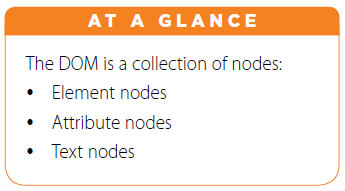 AT A GLANCE
The DOM is a collection of nodes:
• Element nodes
• Attribute nodes
• Text nodes